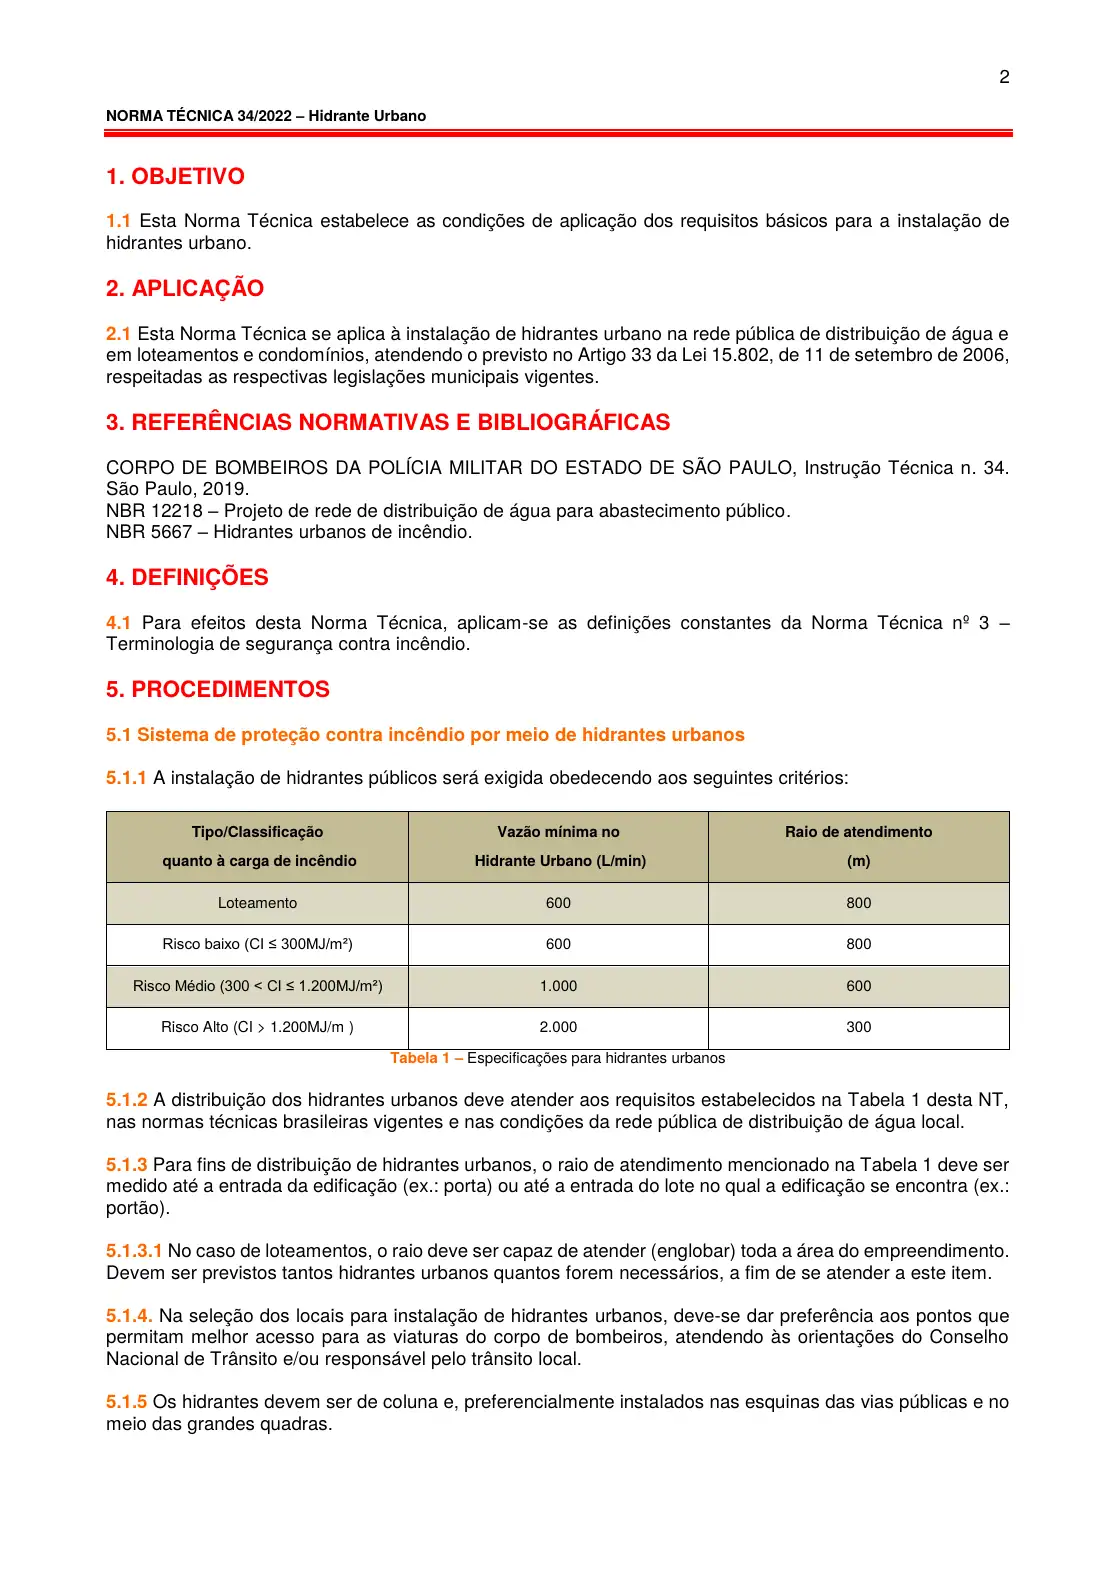 2
NORMA TÉCNICA 34/2022 – Hidrante Urbano
1. OBJETIVO
1.1 Esta Norma Técnica estabelece as condições de aplicação dos requisitos básicos para a instalação de
hidrantes urbano.
2. APLICAÇÃO
2.1 Esta Norma Técnica se aplica à instalação de hidrantes urbano na rede pública de distribuição de água e
em loteamentos e condomínios, atendendo o previsto no Artigo 33 da Lei 15.802, de 11 de setembro de 2006,
respeitadas as respectivas legislações municipais vigentes.
3. REFERÊNCIAS NORMATIVAS E BIBLIOGRÁFICAS
CORPO DE BOMBEIROS DA POLÍCIA MILITAR DO ESTADO DE SÃO PAULO, Instrução Técnica n. 34.
São Paulo, 2019.
NBR 12218 – Projeto de rede de distribuição de água para abastecimento público.
NBR 5667 – Hidrantes urbanos de incêndio.
4. DEFINIÇÕES
4.1 Para efeitos desta Norma Técnica, aplicam-se as definições constantes da Norma Técnica nº 3 –
Terminologia de segurança contra incêndio.
5. PROCEDIMENTOS
5.1 Sistema de proteção contra incêndio por meio de hidrantes urbanos
5.1.1 A instalação de hidrantes públicos será exigida obedecendo aos seguintes critérios:
Tipo/Classificação Vazão mínima no Raio de atendimento
quanto à carga de incêndio Hidrante Urbano (L/min) (m)
Loteamento 600 800
Risco baixo (CI ≤ 300MJ/m²) 600 800
Risco Médio (300 < CI ≤ 1.200MJ/m²) 1.000 600
Risco Alto (CI > 1.200MJ/m ) 2.000 300
Tabela 1 – Especificações para hidrantes urbanos
5.1.2 A distribuição dos hidrantes urbanos deve atender aos requisitos estabelecidos na Tabela 1 desta NT,
nas normas técnicas brasileiras vigentes e nas condições da rede pública de distribuição de água local.
5.1.3 Para fins de distribuição de hidrantes urbanos, o raio de atendimento mencionado na Tabela 1 deve ser
medido até a entrada da edificação (ex.: porta) ou até a entrada do lote no qual a edificação se encontra (ex.:
portão).
5.1.3.1 No caso de loteamentos, o raio deve ser capaz de atender (englobar) toda a área do empreendimento.
Devem ser previstos tantos hidrantes urbanos quantos forem necessários, a fim de se atender a este item.
5.1.4. Na seleção dos locais para instalação de hidrantes urbanos, deve-se dar preferência aos pontos que
permitam melhor acesso para as viaturas do corpo de bombeiros, atendendo às orientações do Conselho
Nacional de Trânsito e/ou responsável pelo trânsito local.
5.1.5 Os hidrantes devem ser de coluna e, preferencialmente instalados nas esquinas das vias públicas e no
meio das grandes quadras.